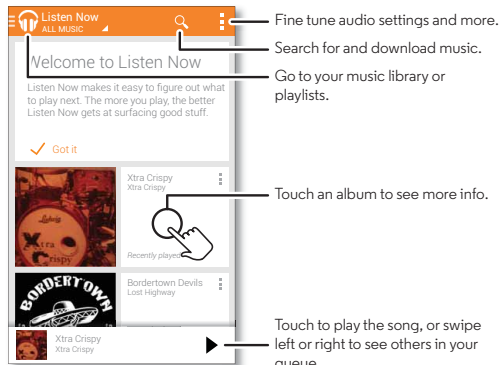 Listen Now
ALL MUSIC
Fine tune audio settings and more.
Search for and download music.
Go to your music library or
playlists.
Welcome to Listen Now
Listen Now makes it easy to figure out what
to play next. The more you play, the better
Listen Now gets at surfacing good stuff.
Got it
Xtra Crispy
Xtra Crispy
Recently played
Touch an album to see more info.
Ludwig
Xtra
Crispy
Bordertown Devils
Lost Highway
BORDERTOWN
Xtra Crispy
Xtra Crispy
Touch to play the song, or swipe
left or right to see others in your
queue.